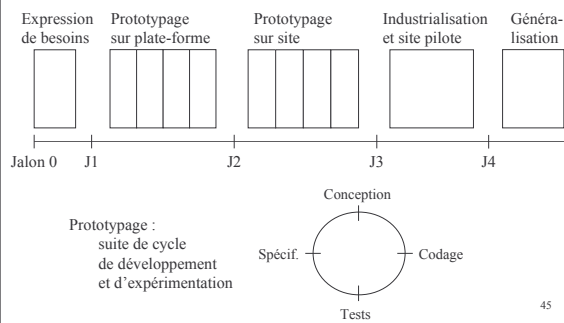 Expression
de besoins
Prototypage
sur plate-forme
Prototypage
sur site
Industrialisation
et site pilote
Généra-
lisation
Jalon 0 J1 J2 J3 J4
Conception
Prototypage :
suite de cycle
de développement
et d'expérimentation
Spécif.
Codage
Tests
45